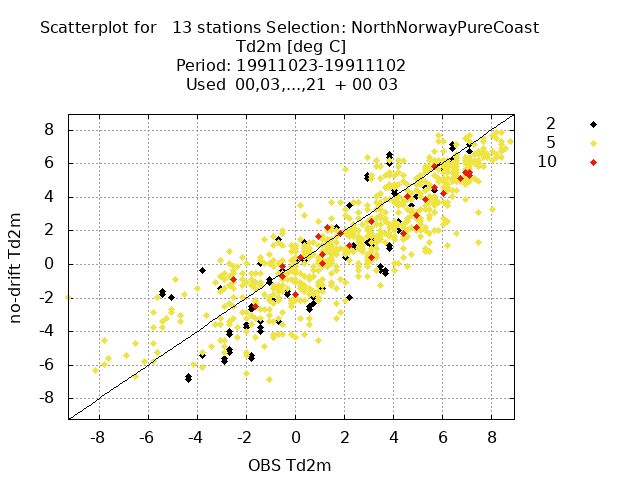 Scatterplot for   13 stations Selection: NorthNorwayPureCoast
Td2m [deg C]
Period: 19911023-19911102
Used  00,03,...,21  + 00 03
2
5
10
8
6
4
2
0
-2
-4
-6
-8
no-drift Td2m
-8 -6 -4 -2 0 2 4 6 8
OBS Td2m